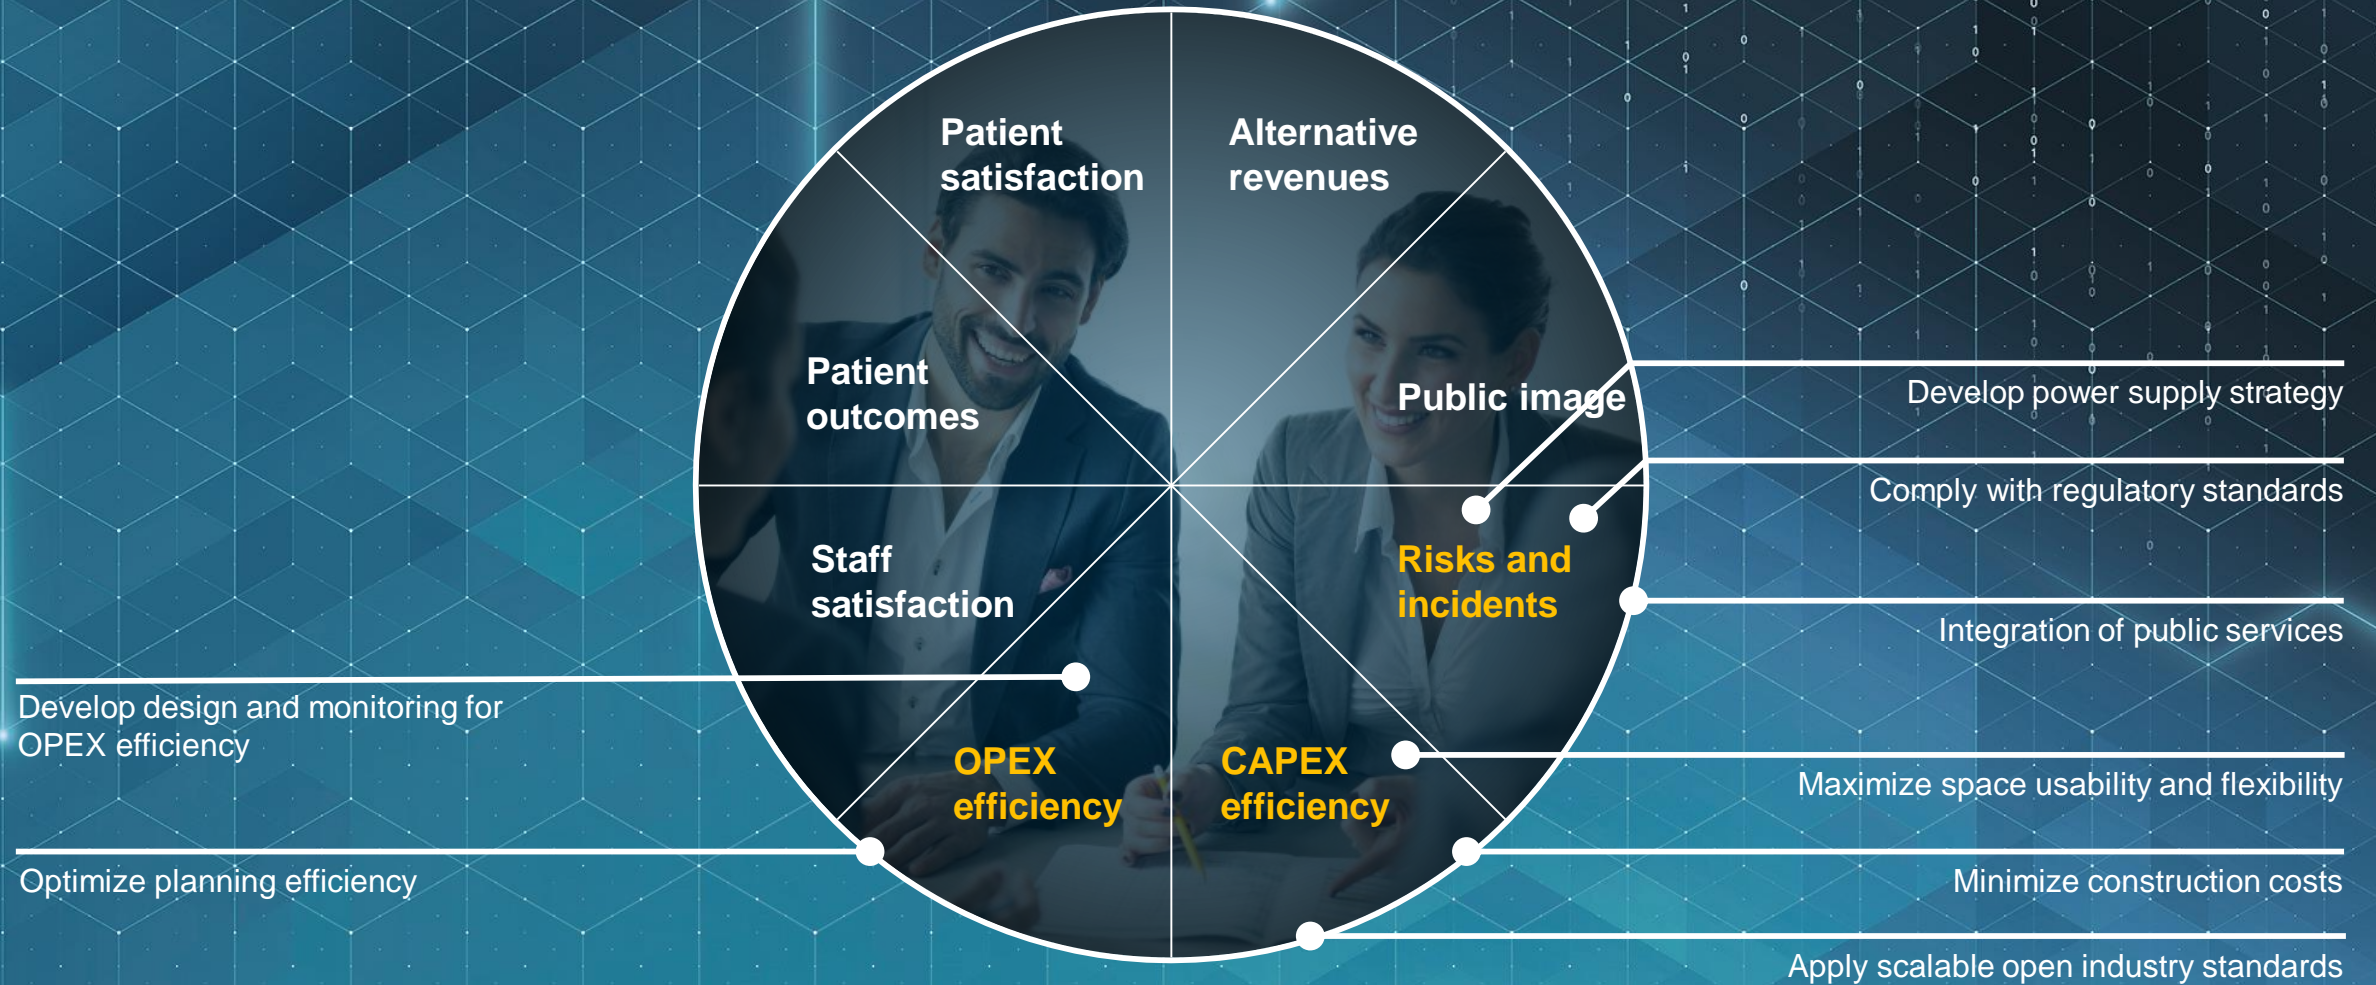 Patient
satisfaction
Alternative
revenues
Patient
outcomes
Public image
Staff
satisfaction
Risks and
incidents
OPEX
efficiency
CAPEX
efficiency
Develop design and monitoring for
OPEX efficiency
Optimize planning efficiency
Develop power supply strategy
Comply with regulatory standards
Integration of public services
Maximize space usability and flexibility
Minimize construction costs
Apply scalable open industry standards